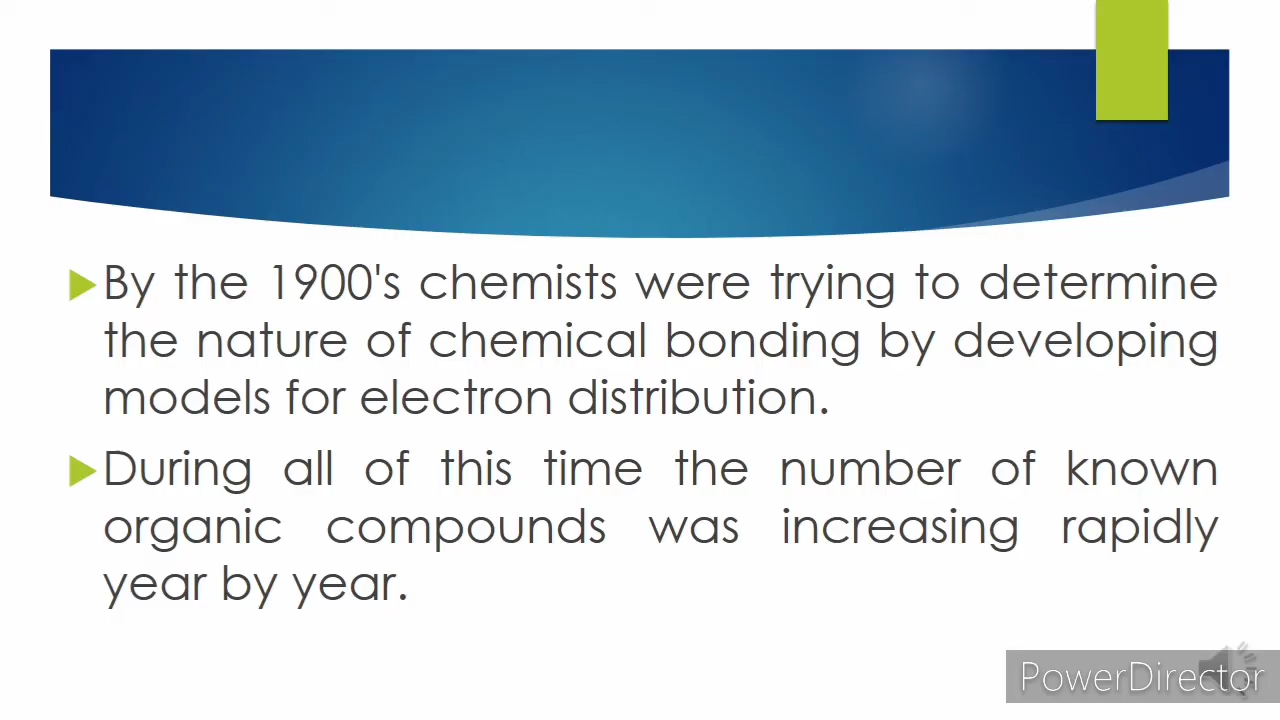 By the 1900's chemists were trying to determine
the nature of chemical bonding by developing
models for electron distribution.
During all of this time the number of known
organic compounds was increasing rapidly
year by year.
PowerDirector